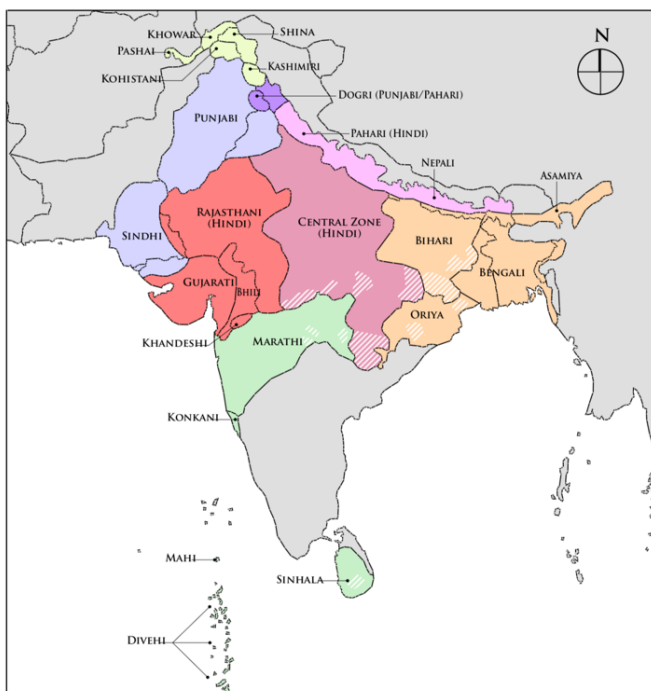 KHOWAR
SHINA
PASHAI
KOHISTANI
KASHIMIRI
N
DOGRI (PUNJABI/PAHARI)
PUNJABI
PAHARI (HINDI)
NEPALI
ASAMIYA
RAJASTHANI
(HINDI)
CENTRAL ZONE
(HINDI)
SINDHI
BIHARI
BENGALI
GUJARATI
BHILI
ORIYA
KHANDESHI
MARATHI
KONKANI
MAHI
SINHALA
DIVEHI